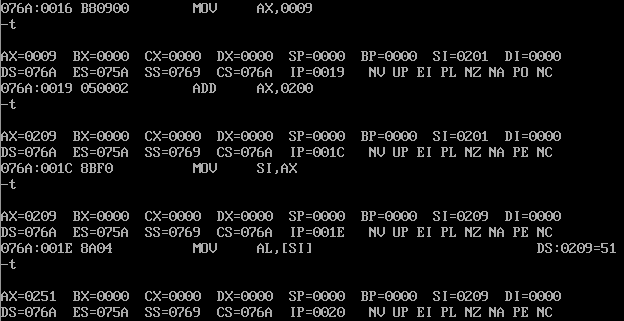 076A:0016 B80900        MOV     AX,0009
-t

AX=0009  BX=0000  CX=0000  DX=0000  SP=0000  BP=0000  SI=0201  DI=0000
DS=076A  ES=075A  SS=0769  CS=076A  IP=0019   NV UP EI PL NZ NA PO NC
076A:0019 050002        ADD     AX,0200
-t

AX=0209  BX=0000  CX=0000  DX=0000  SP=0000  BP=0000  SI=0201  DI=0000
DS=076A  ES=075A  SS=0769  CS=076A  IP=001C   NV UP EI PL NZ NA PE NC
076A:001C 8BF0          MOV     SI,AX
-t

AX=0209  BX=0000  CX=0000  DX=0000  SP=0000  BP=0000  SI=0209  DI=0000
DS=076A  ES=075A  SS=0769  CS=076A  IP=001E   NV UP EI PL NZ NA PE NC
076A:001E 8A04          MOV     AL,[SI]                            DS:0209=51
-t

AX=0251  BX=0000  CX=0000  DX=0000  SP=0000  BP=0000  SI=0209  DI=0000
DS=076A  ES=075A  SS=0769  CS=076A  IP=0020   NV UP EI PL NZ NA PE NC